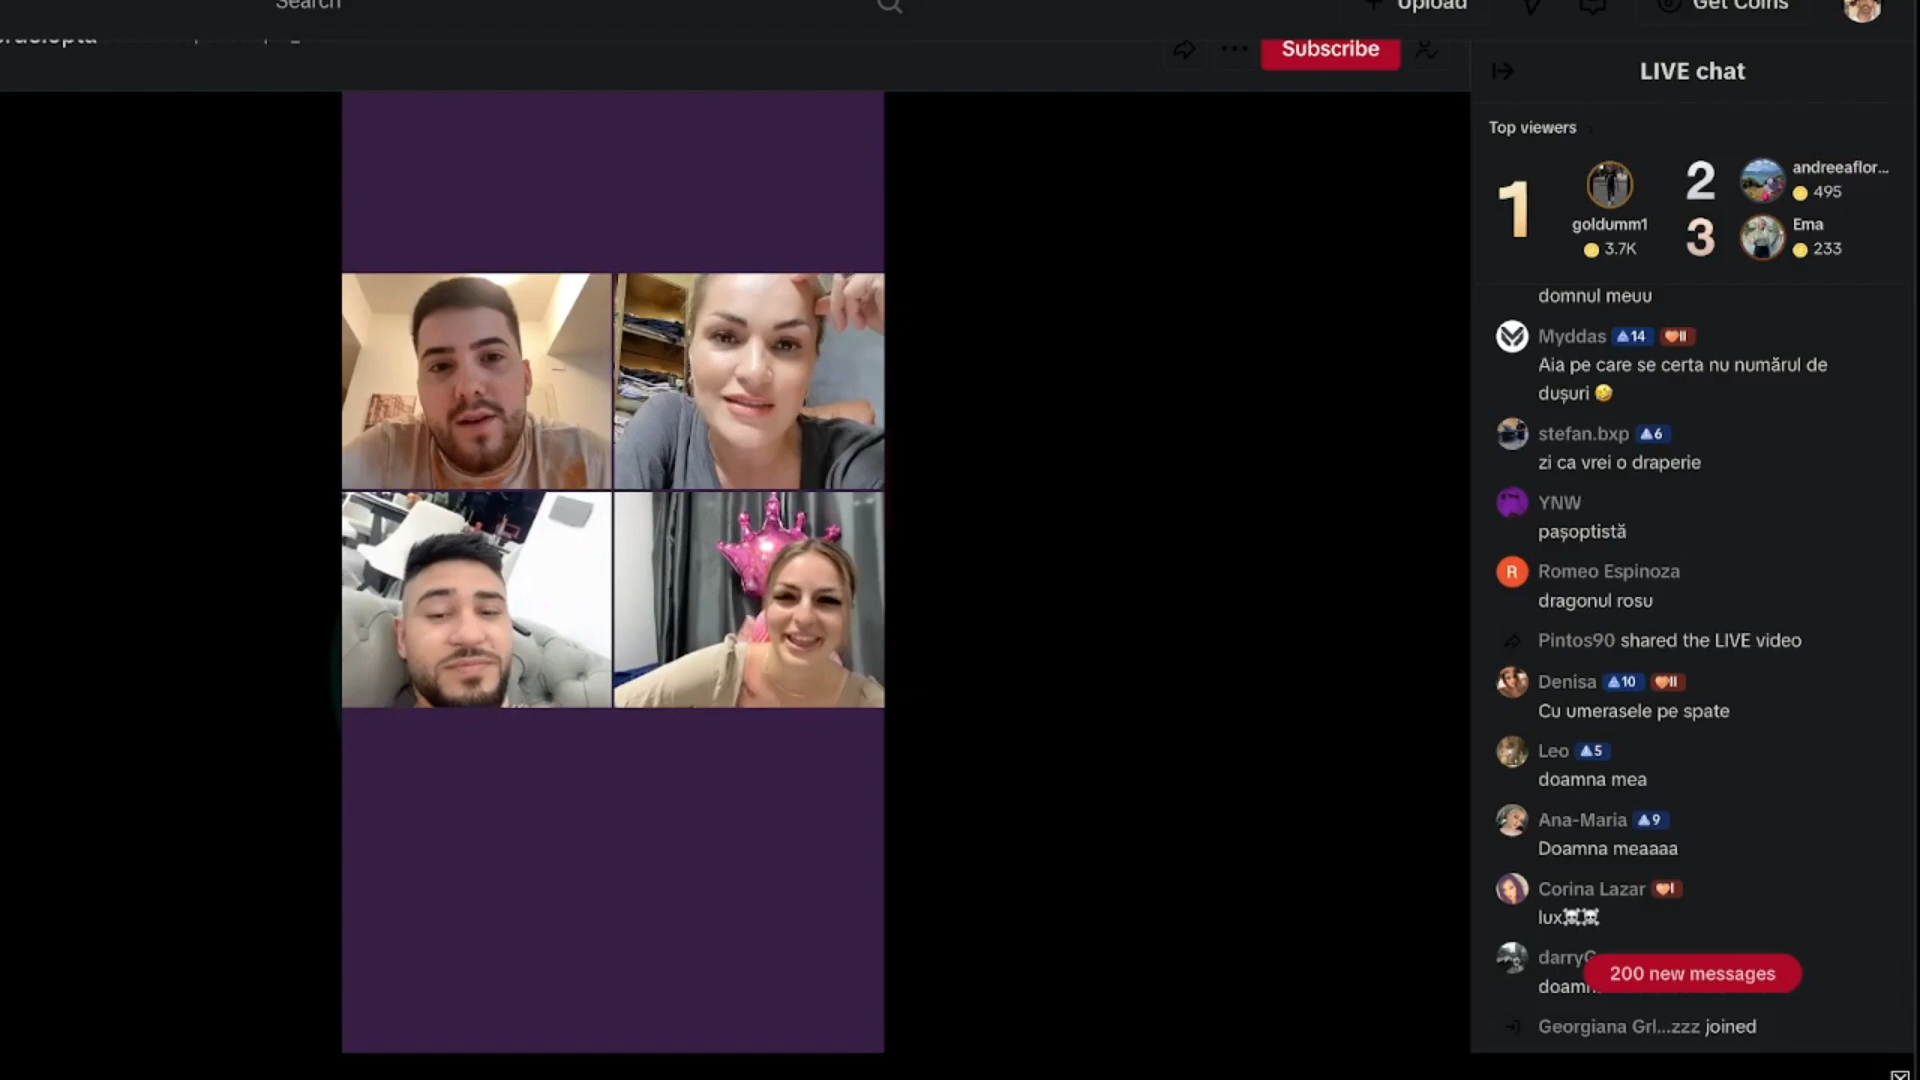 Search
Upload
Get Coins
Subscribe
LIVE chat
Top viewers
1
goldumm1
3.7K
2
andreeaflor...
495
3
Ema
233
domnul meuu
Myddas 14 II
Aia pe care se certa nu numărul de
dușuri 🤣
stefan.bxp 6
zi ca vrei o draperie
YNW
pașoptistă
R Romeo Espinoza
dragonul rosu
Pintos90 shared the LIVE video
Denisa 10 II
Cu umerasele pe spate
Leo 5
doamna mea
Ana-Maria 9
Doamna meaaaa
Corina Lazar I
lux☠️☠️
200 new messages
Georgiana Grl...zzz joined